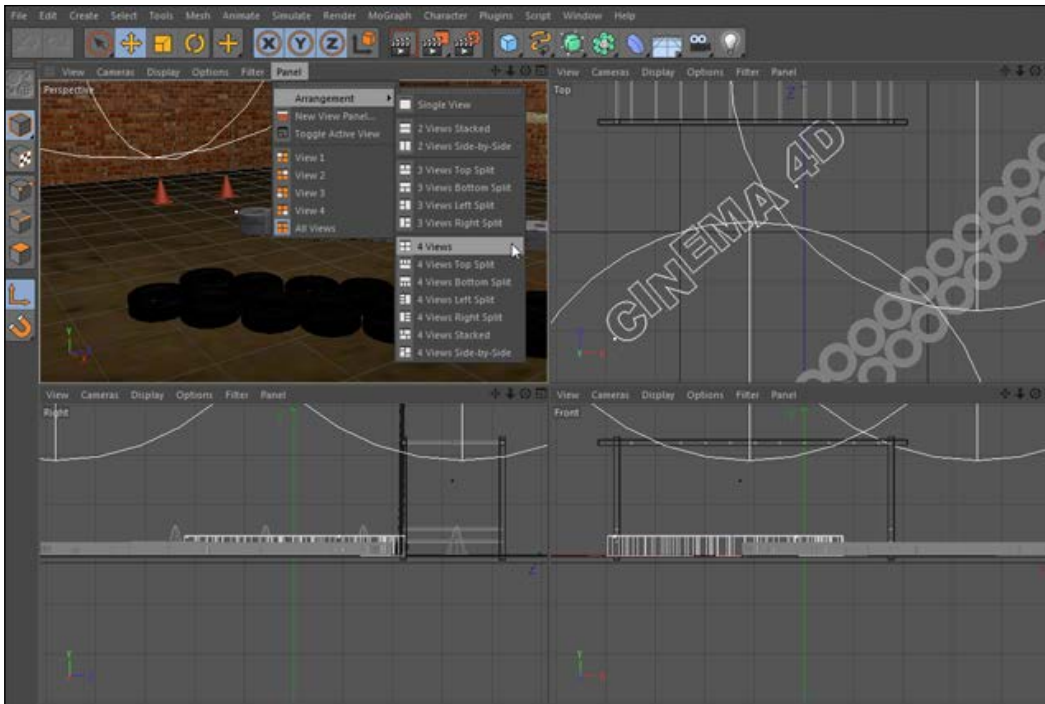 File Edit Create Select Tools Mesh Animate Simulate Render MoGraph Character Plugins Script Window Help
X Y Z
View Cameras Display Options Filter Panel
View Cameras Display Options Filter Panel
Perspective
Arrangement
New View Panel...
Toggle Active View
View 1
View 2
View 3
View 4
All Views
Single View
2 Views Stacked
2 Views Side-by-Side
3 Views Top Split
3 Views Bottom Split
3 Views Left Split
3 Views Right Split
4 Views
4 Views Top Split
4 Views Bottom Split
4 Views Left Split
4 Views Right Split
4 Views Stacked
4 Views Side-by-Side
Top
Z
CINEMA 4D
Y
X
View Cameras Display Options Filter Panel
View Cameras Display Options Filter Panel
Right
Z
Y
Front
Y
X